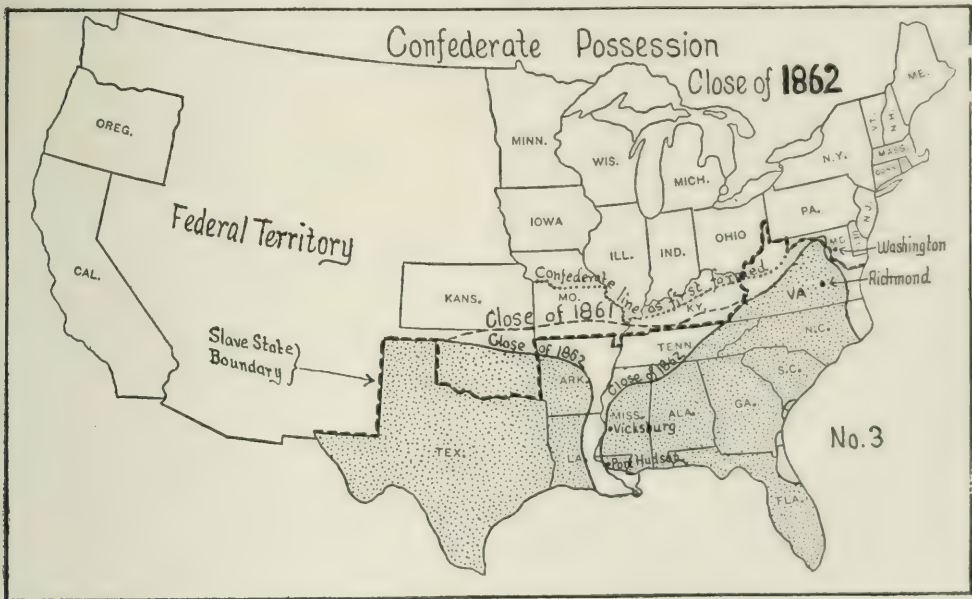 Confederate Possession
Close of 1862
ME.
VT.
N.H.
MASS.
CONN.
N.Y.
OREG.
MINN.
WIS.
MICH.
PA.
N.J.
IOWA
Federal Territory
ILL.
IND.
OHIO
MD.
DEL.
Washington
CAL.
KANS.
Confederate line as first formed
MO.
KY.
VA.
Richmond
Close of 1861
Slave State
Boundary
Close of 1862
TENN.
Close of 1862
N.C.
ARK.
S.C.
MISS.
ALA.
GA.
Vicksburg
No. 3
TEX.
LA.
Port Hudson
FLA.